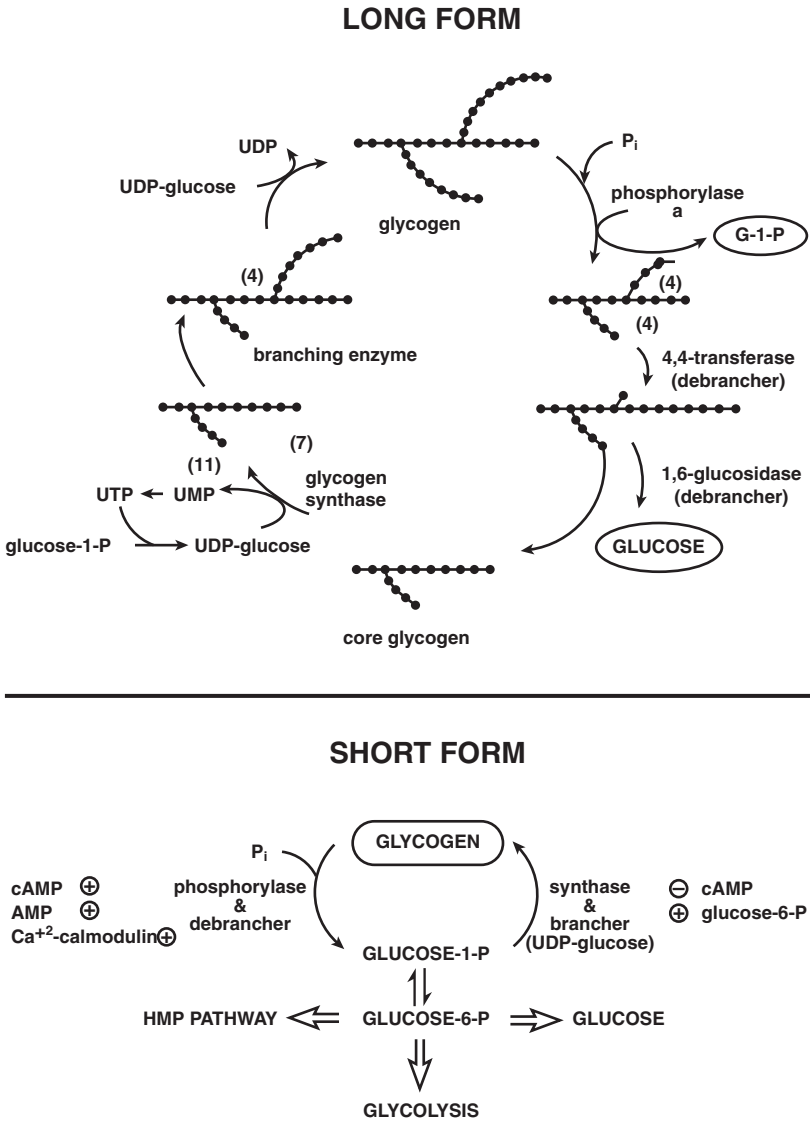 LONG FORM
UDP
UDP-glucose
glycogen
Pi
phosphorylase
a
G-1-P
(4)
branching enzyme
(4)
(4)
4,4-transferase
(debrancher)
(7)
(11)
glycogen
synthase
UTP
UMP
glucose-1-P
UDP-glucose
1,6-glucosidase
(debrancher)
GLUCOSE
core glycogen
SHORT FORM
GLYCOGEN
Pi
phosphorylase
&
debrancher
cAMP +
AMP +
Ca+2-calmodulin +
synthase
&
brancher
(UDP-glucose)
− cAMP
+ glucose-6-P
GLUCOSE-1-P
HMP PATHWAY
GLUCOSE-6-P
GLUCOSE
GLYCOLYSIS